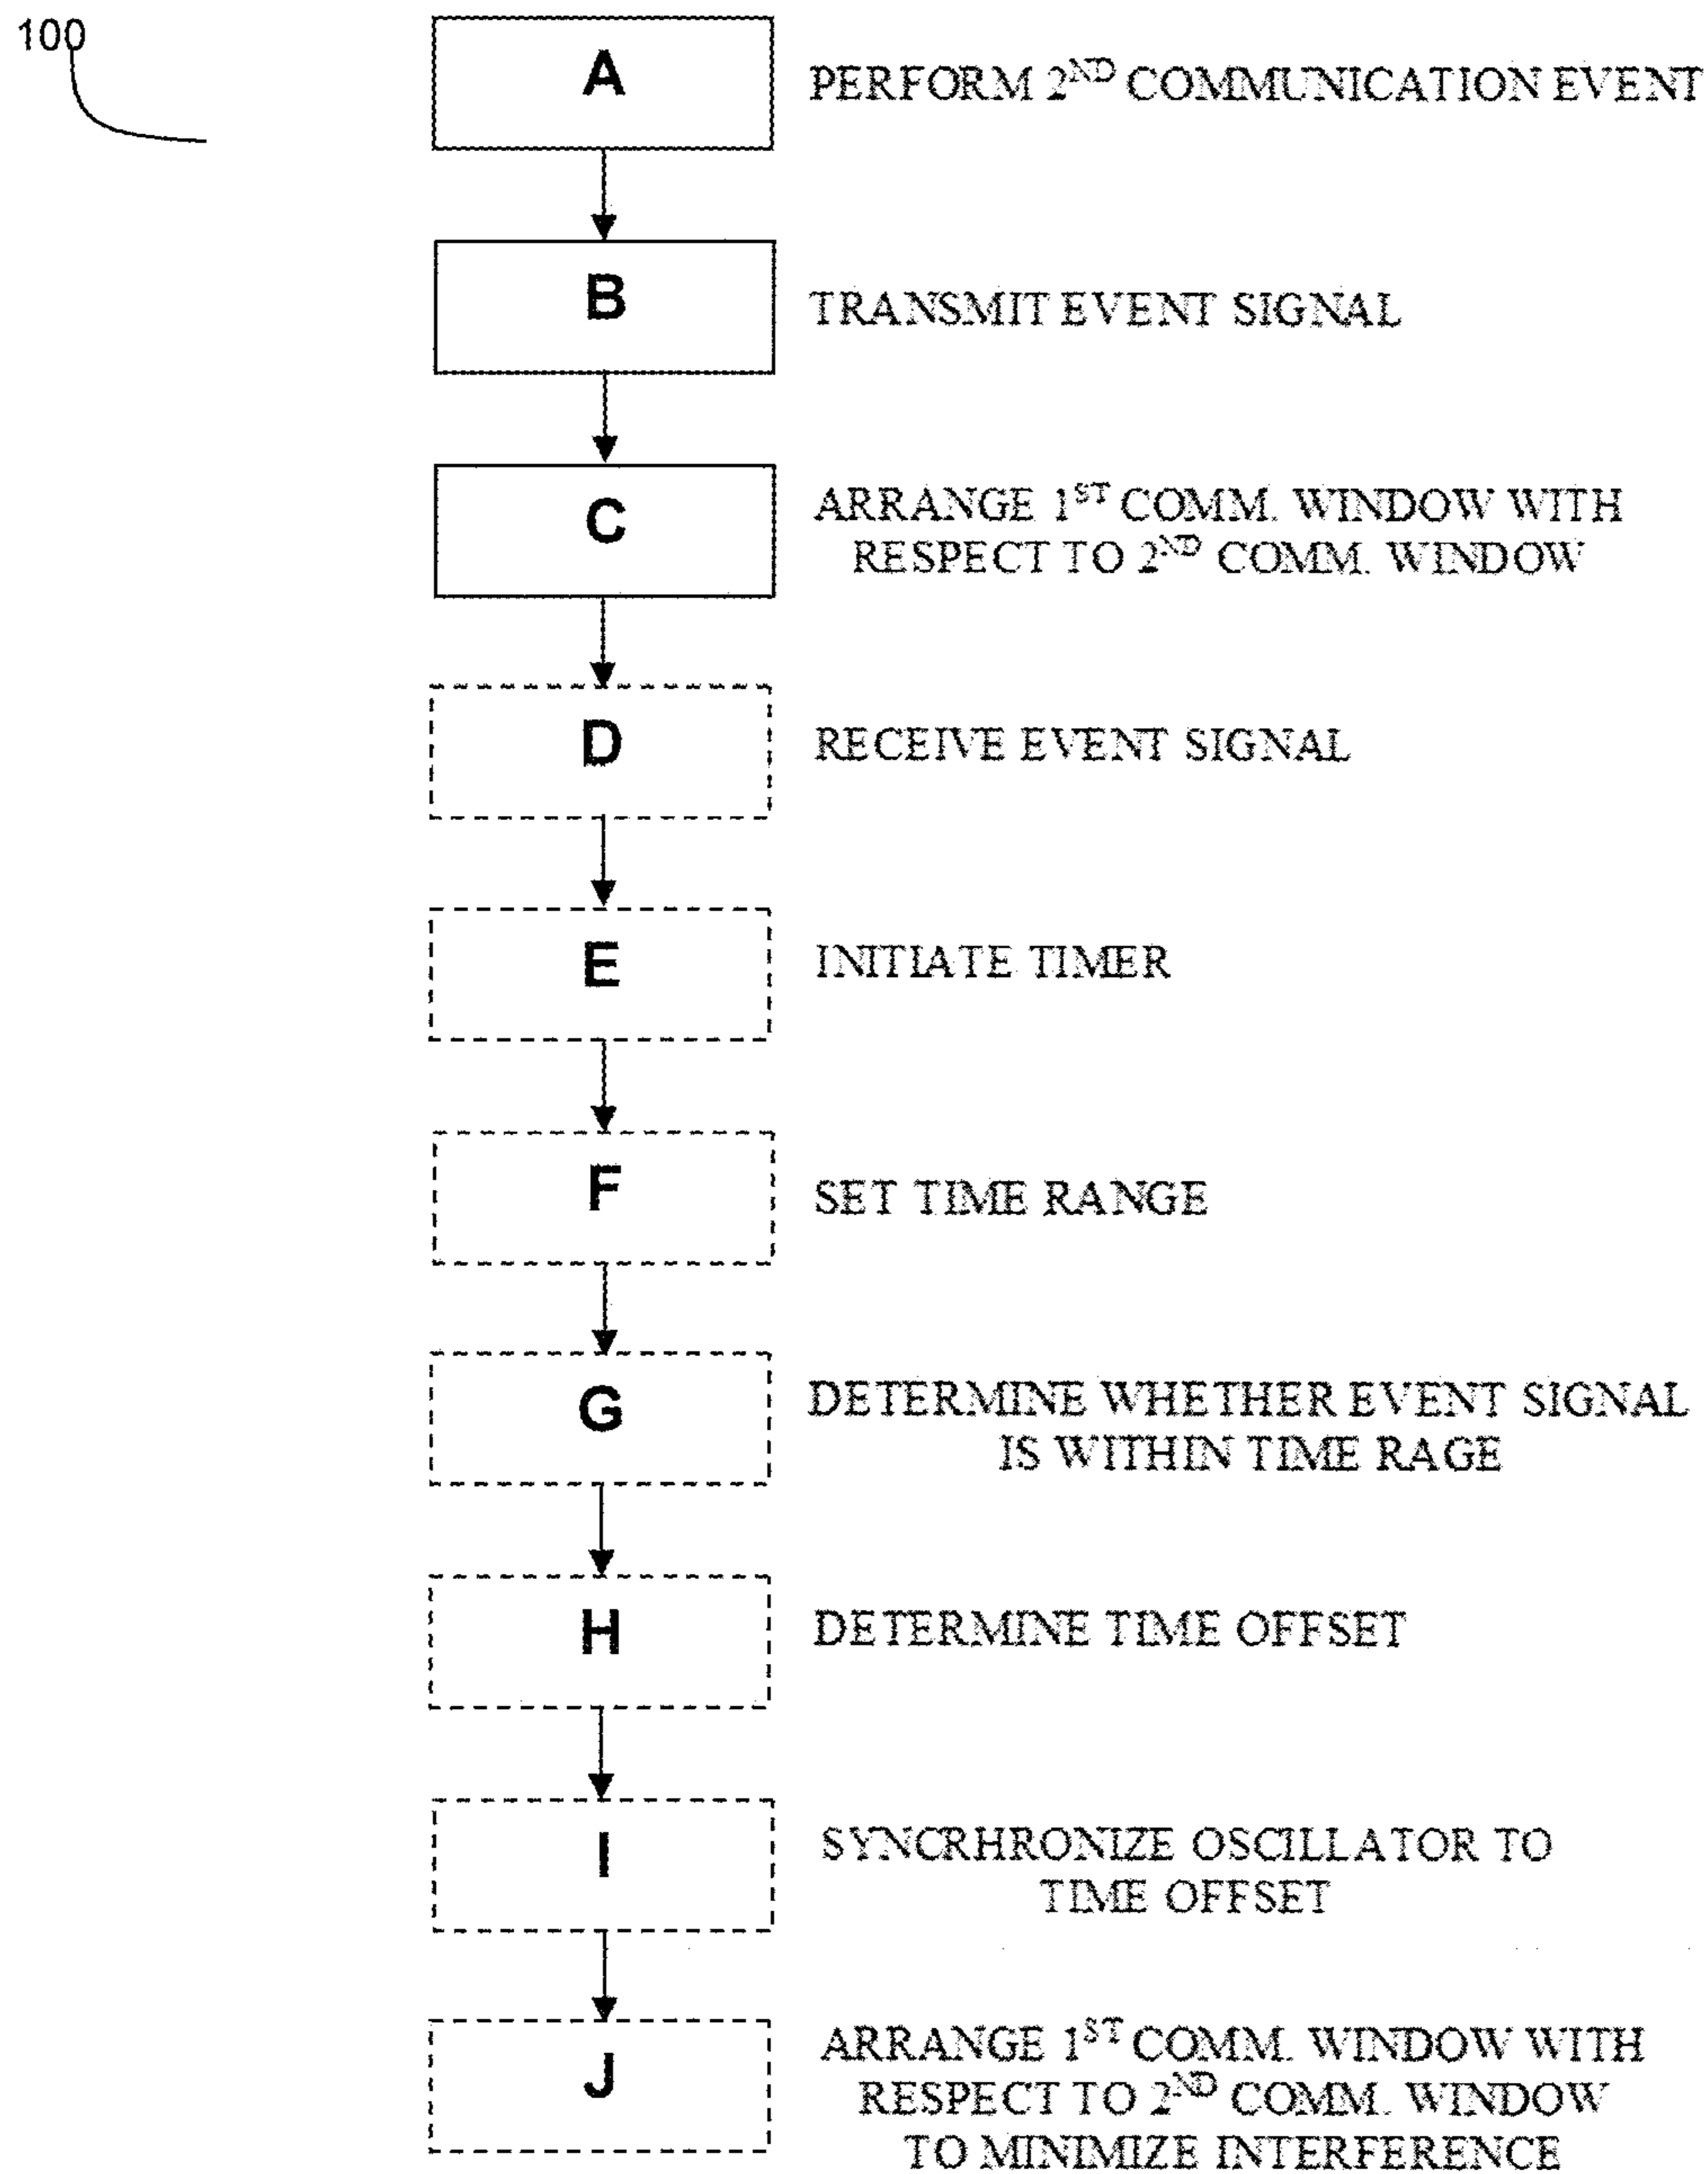 100
A
PERFORM 2ND COMMUNICATION EVENT
B
TRANSMIT EVENT SIGNAL
C
ARRANGE 1ST COMM. WINDOW WITH
RESPECT TO 2ND COMM. WINDOW
D
RECEIVE EVENT SIGNAL
E
INITIATE TIMER
F
SET TIME RANGE
G
DETERMINE WHETHER EVENT SIGNAL
IS WITHIN TIME RAGE
H
DETERMINE TIME OFFSET
I
SYNCRHRONIZE OSCILLATOR TO
TIME OFFSET
J
ARRANGE 1ST COMM. WINDOW WITH
RESPECT TO 2ND COMM. WINDOW
TO MINIMIZE INTERFERENCE